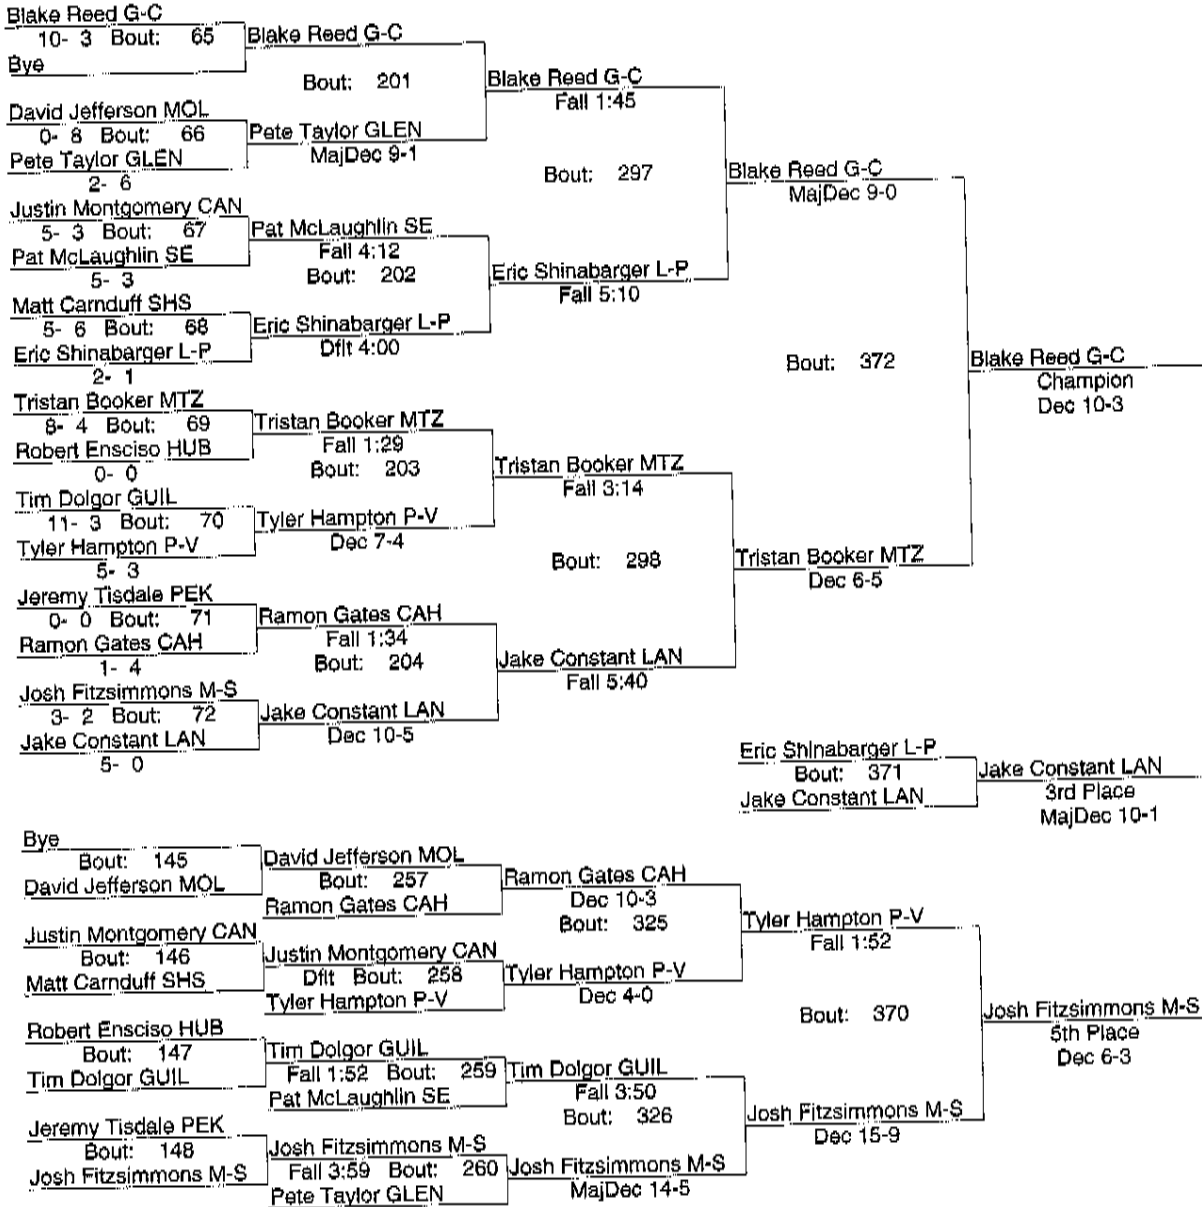 Blake Reed G-C
10- 3 Bout: 65
Bye
David Jefferson MOL
0- 8 Bout: 66
Pete Taylor GLEN
2- 6
Justin Montgomery CAN
5- 3 Bout: 67
Pat McLaughlin SE
5- 3
Matt Carnduff SHS
5- 6 Bout: 68
Eric Shinabarger L-P
2- 1
Tristan Booker MTZ
8- 4 Bout: 69
Robert Ensciso HUB
0- 0
Tim Dolgor GUIL
11- 3 Bout: 70
Tyler Hampton P-V
5- 3
Jeremy Tisdale PEK
0- 0 Bout: 71
Ramon Gates CAH
1- 4
Josh Fitzsimmons M-S
3- 2 Bout: 72
Jake Constant LAN
5- 0
Blake Reed G-C
Bout: 201
Pete Taylor GLEN
MajDec 9-1
Pat McLaughlin SE
Fall 4:12
Bout: 202
Eric Shinabarger L-P
Dflt 4:00
Tristan Booker MTZ
Fall 1:29
Bout: 203
Tyler Hampton P-V
Dec 7-4
Ramon Gates CAH
Fall 1:34
Bout: 204
Jake Constant LAN
Dec 10-5
Blake Reed G-C
Fall 1:45
Bout: 297
Eric Shinabarger L-P
Fall 5:10
Tristan Booker MTZ
Fall 3:14
Bout: 298
Jake Constant LAN
Fall 5:40
Blake Reed G-C
MajDec 9-0
Bout: 372
Tristan Booker MTZ
Dec 6-5
Blake Reed G-C
Champion
Dec 10-3
Eric Shinabarger L-P
Bout: 371
Jake Constant LAN
Jake Constant LAN
3rd Place
MajDec 10-1
Bye
Bout: 145
David Jefferson MOL
Justin Montgomery CAN
Bout: 146
Matt Carnduff SHS
Robert Ensciso HUB
Bout: 147
Tim Dolgor GUIL
Jeremy Tisdale PEK
Bout: 148
Josh Fitzsimmons M-S
David Jefferson MOL
Bout: 257
Ramon Gates CAH
Justin Montgomery CAN
Dflt Bout: 258
Tyler Hampton P-V
Tim Dolgor GUIL
Fall 1:52 Bout: 259
Pat McLaughlin SE
Josh Fitzsimmons M-S
Fall 3:59 Bout: 260
Pete Taylor GLEN
Ramon Gates CAH
Dec 10-3
Bout: 325
Tyler Hampton P-V
Dec 4-0
Tim Dolgor GUIL
Fall 3:50
Bout: 326
Josh Fitzsimmons M-S
MajDec 14-5
Tyler Hampton P-V
Fall 1:52
Bout: 370
Josh Fitzsimmons M-S
Dec 15-9
Josh Fitzsimmons M-S
5th Place
Dec 6-3